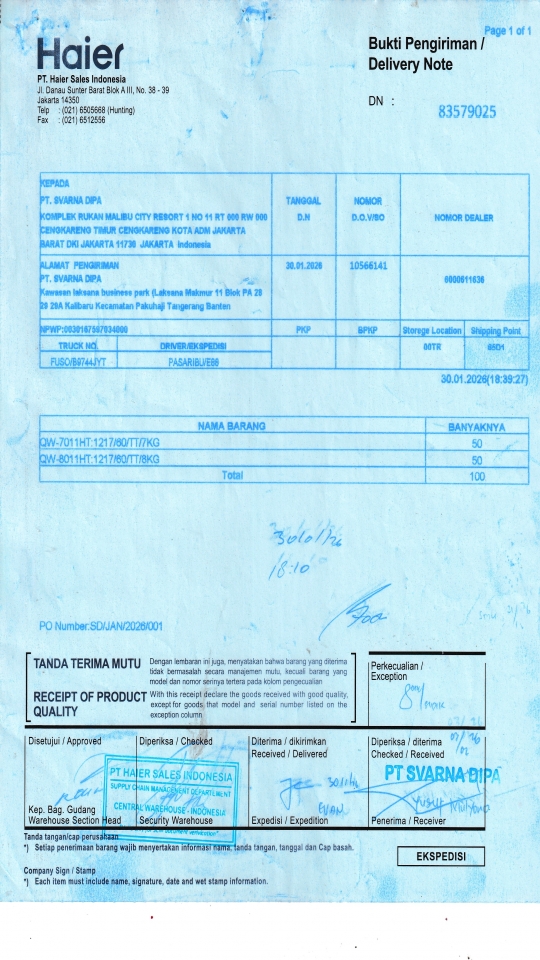 Page 1 of 1
Haier
Bukti Pengiriman /
Delivery Note
PT. Haier Sales Indonesia
Jl. Danau Sunter Barat Blok A III, No. 38 - 39
Jakarta 14350
Telp : (021) 6505668 (Hunting)
Fax : (021) 6512556
DN : 83579025
KEPADA
PT. SVARNA DIPA
KOMPLEK RUKAN MALIBU CITY RESORT 1 NO 11 RT 000 RW 000
CENGKARENG TIMUR CENGKARENG KOTA ADM JAKARTA
BARAT DKI JAKARTA 11730 JAKARTA Indonesia
TANGGAL
D.N
NOMOR
D.O.V/SO
NOMOR DEALER
ALAMAT PENGIRIMAN
PT. SVARNA DIPA
Kawasan laksana business park (Laksana Makmur 11 Blok PA 28
29 29A Kalibaru Kecamatan Pakuhaji Tangerang Banten
30.01.2026
10566141
6000611636
NPWP:0030167597034000
PKP
BPKP
Storege Location
Shipping Point
TRUCK NO.
DRIVER/EKSPEDISI
00TR
65D1
FUSO/B9744JYT
PASARIBU/E86
30.01.2026(18:39:27)
NAMA BARANG
BANYAKNYA
QW-7011HT:1217/60/TT/7KG 50
QW-8011HT:1217/60/TT/8KG 50
Total 100
30/01/26
18:10
PO Number:SD/JAN/2026/001
TANDA TERIMA MUTU
Dengan lembaran ini juga, menyatakan bahwa barang yang diterima
tidak bermasalah secara manajemen mutu, kecuali barang yang
model dan nomor serinya tertera pada kolom pengecualian
RECEIPT OF PRODUCT
QUALITY
With this receipt declare the goods received with good quality,
except for goods that model and serial number listed on the
exception column
Perkecualian /
Exception
Disetujui / Approved
Diperiksa / Checked
Diterima / dikirimkan
Received / Delivered
Diperiksa / diterima
Checked / Received
PT HAIER SALES INDONESIA
SUPPLY CHAIN MANAGEMENT DEPARTEMENT
CENTRAL WAREHOUSE - INDONESIA
PT SVARNA DIPA
EVAN
Yusuf
Kep. Bag. Gudang
Warehouse Section Head
Security Warehouse
Expedisi / Expedition
Penerima / Receiver
Tanda tangan/cap perusahaan
*) Setiap penerimaan barang wajib menyertakan informasi nama, tanda tangan, tanggal dan Cap basah.
EKSPEDISI
Company Sign / Stamp
*) Each item must include name, signature, date and wet stamp information.